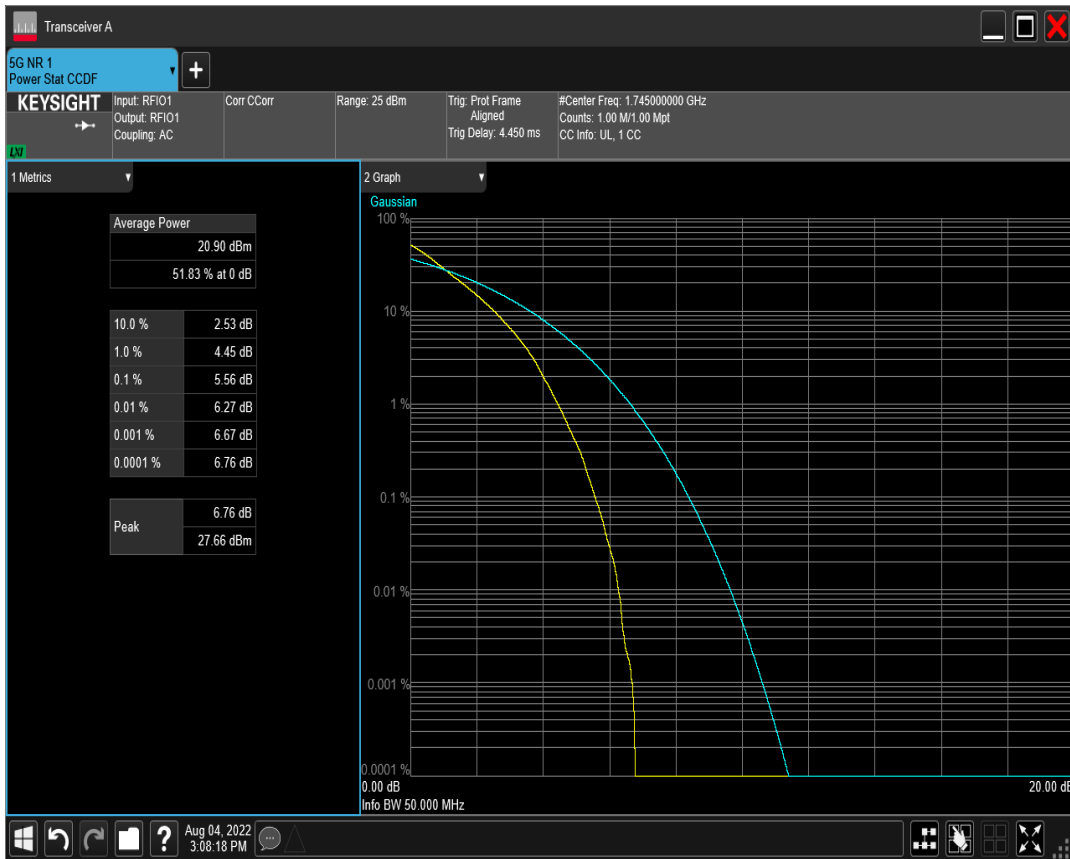 Transceiver A
5G NR 1
Power Stat CCDF
+
KEYSIGHT
LXI
Input: RFIO1
Output: RFIO1
Coupling: AC
Corr CCorr
Range: 25 dBm
Trig: Prot Frame
Aligned
Trig Delay: 4.450 ms
#Center Freq: 1.745000000 GHz
Counts: 1.00 M/1.00 Mpt
CC Info: UL, 1 CC
1 Metrics
Average Power
20.90 dBm
51.83 % at 0 dB
10.0 % 2.53 dB
1.0 % 4.45 dB
0.1 % 5.56 dB
0.01 % 6.27 dB
0.001 % 6.67 dB
0.0001 % 6.76 dB
Peak
6.76 dB
27.66 dBm
2 Graph
Gaussian
100 %
10 %
1 %
0.1 %
0.01 %
0.001 %
0.0001 %
0.00 dB
20.00 dB
Info BW 50.000 MHz
?
Aug 04, 2022
3:08:18 PM